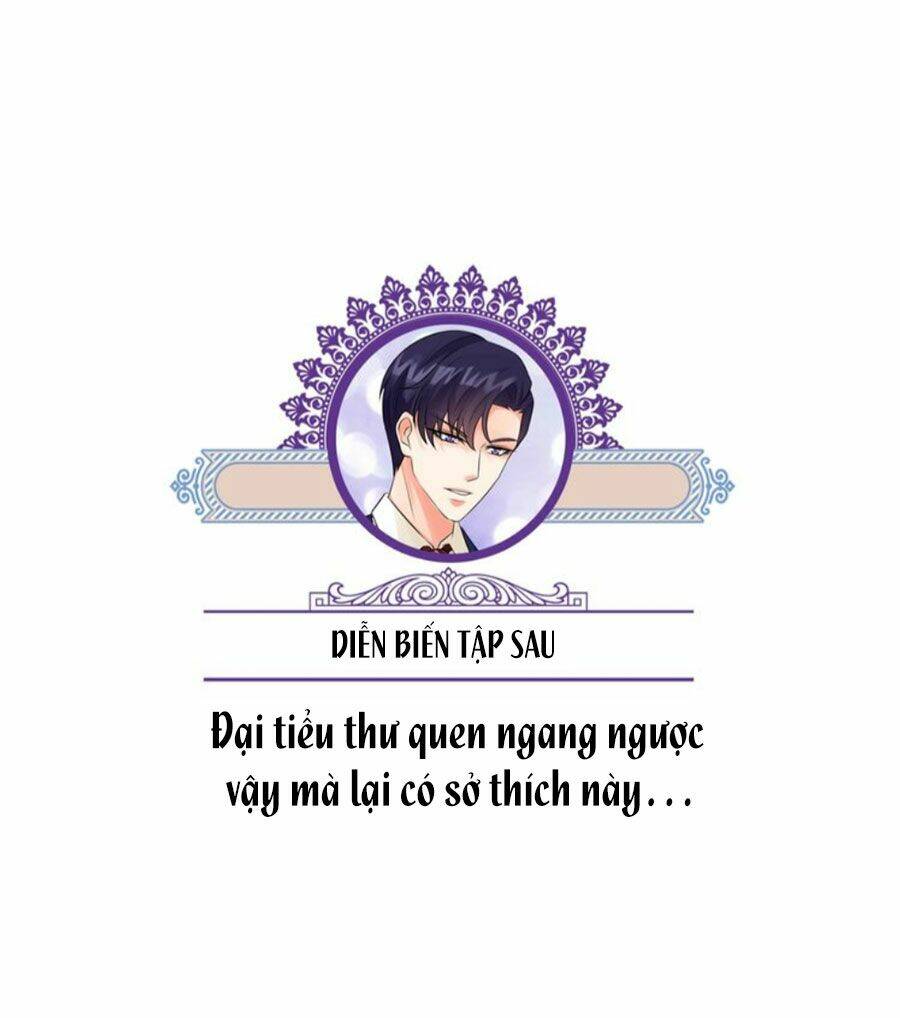 DIỄN BIẾN TẬP SAU
Đại tiểu thư quen ngang ngược
vậy mà lại có sở thích này...